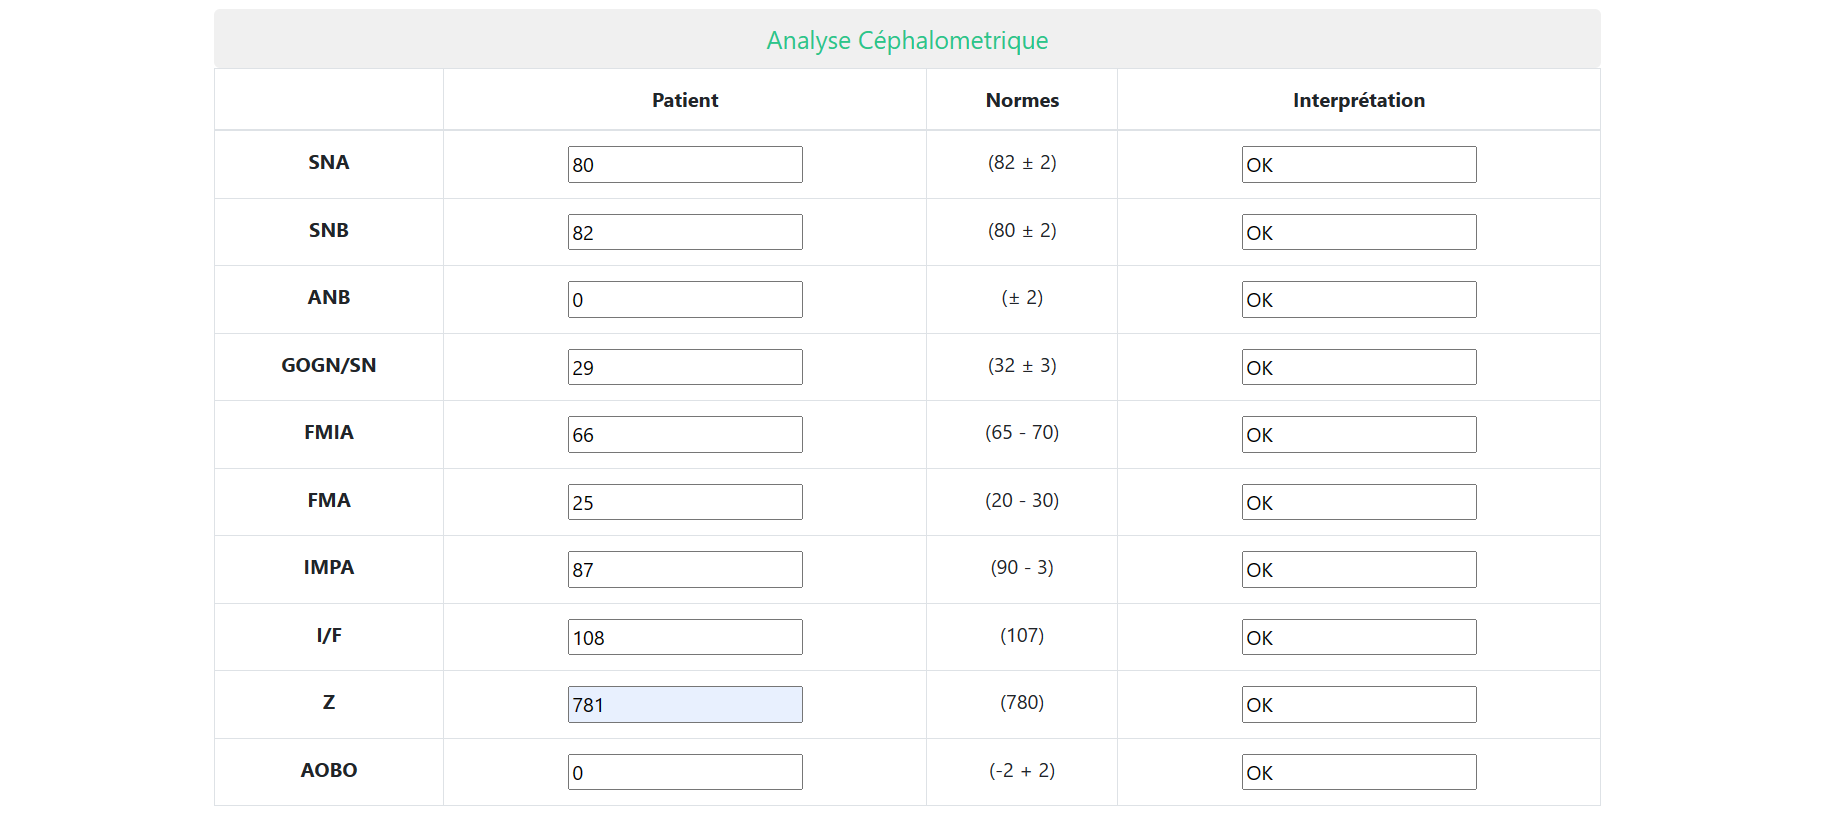 Analyse Céphalometrique
Patient Normes Interprétation
SNA 80 (82 ± 2) OK
SNB 82 (80 ± 2) OK
ANB 0 (± 2) OK
GOGN/SN 29 (32 ± 3) OK
FMIA 66 (65 - 70) OK
FMA 25 (20 - 30) OK
IMPA 87 (90 - 3) OK
I/F 108 (107) OK
Z 781 (780) OK
AOBO 0 (-2 + 2) OK